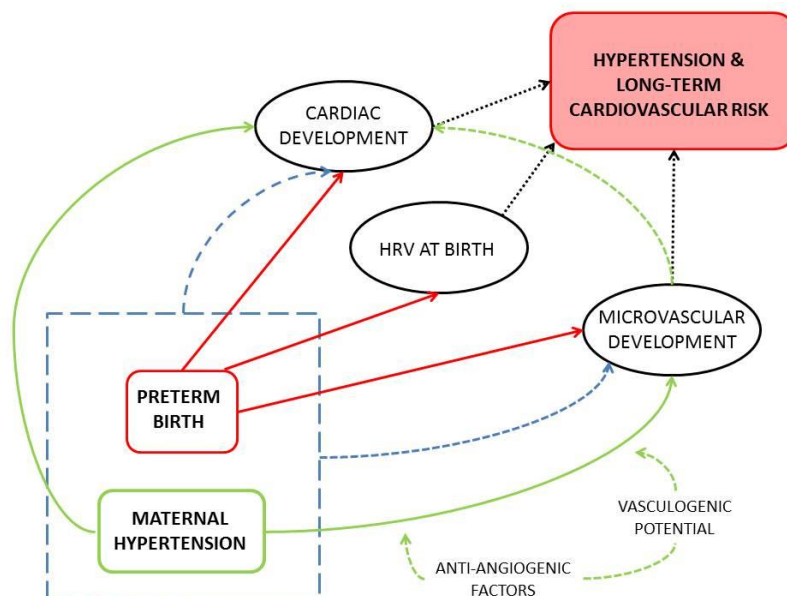 HYPERTENSION &
LONG-TERM
CARDIOVASCULAR RISK
CARDIAC
DEVELOPMENT
HRV AT BIRTH
MICROVASCULAR
DEVELOPMENT
PRETERM
BIRTH
MATERNAL
HYPERTENSION
VASCULOGENIC
POTENTIAL
ANTI-ANGIOGENIC
FACTORS